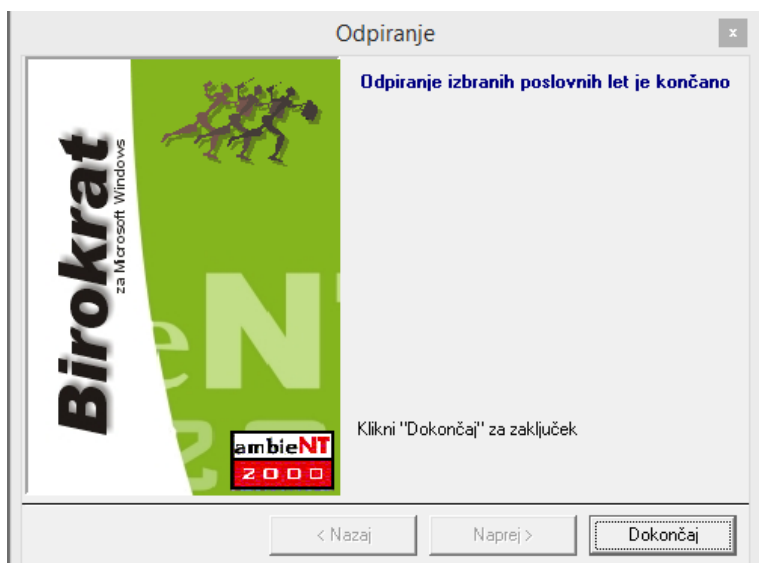 Odpiranje
x
Odpiranje izbranih poslovnih let je končano
Birokrat
za Microsoft Windows
eNT
ambieNT
2000
Klikni "Dokončaj" za zaključek
< Nazaj
Naprej >
Dokončaj